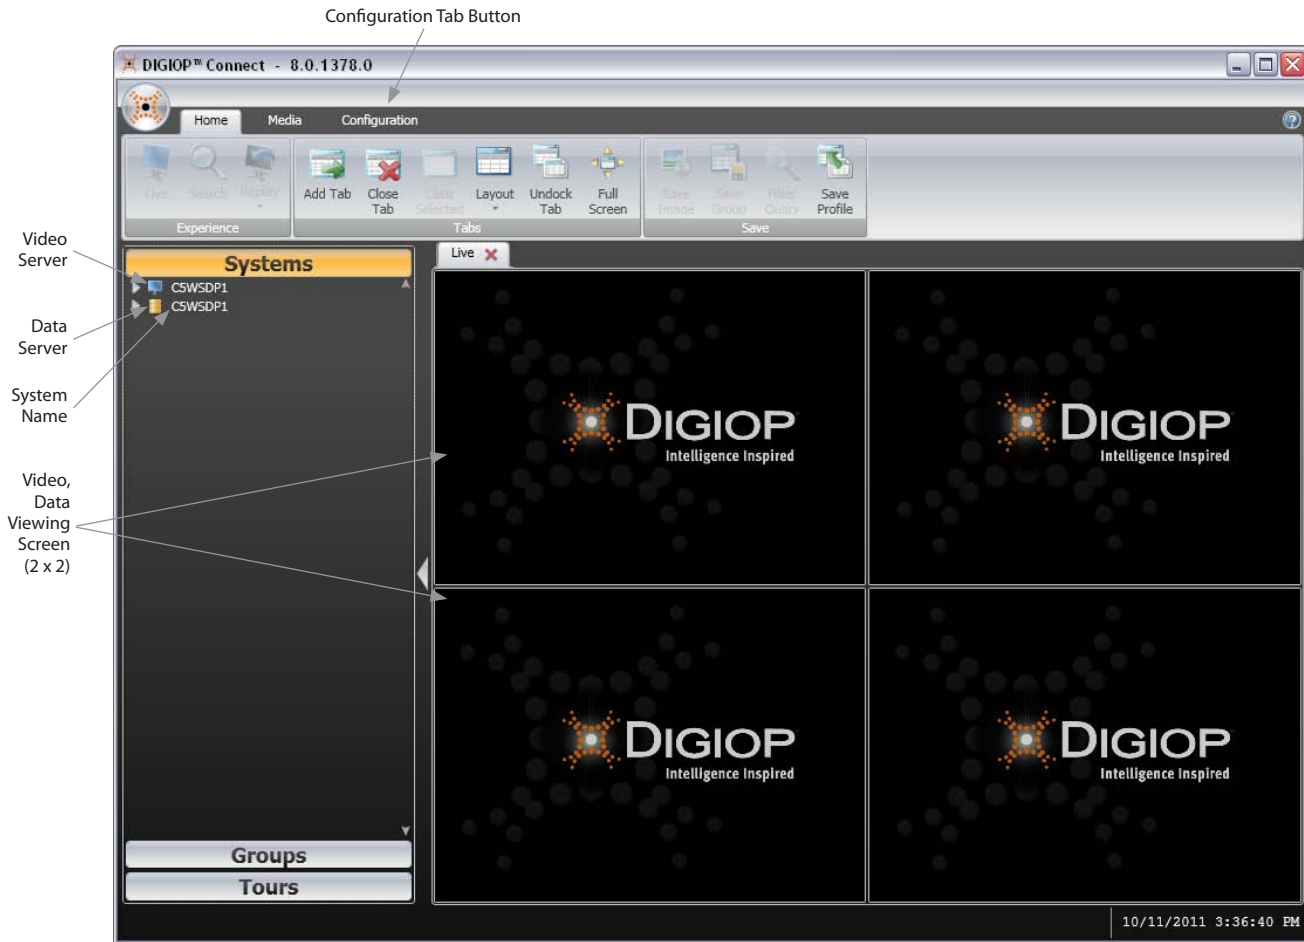 Configuration Tab Button
DIGIOP™ Connect - 8.0.1378.0
Home Media Configuration
Live Search Replay
Experience
Add Tab Close Tab Clear Selected Layout Undock Tab Full Screen
Tabs
Save Image Save Group Filter Query Save Profile
Save
Video
Server
Data
Server
System
Name
Video,
Data
Viewing
Screen
(2 x 2)
Systems
C5WSDP1
C5WSDP1
Groups
Tours
Live
DIGIOP
Intelligence Inspired
DIGIOP
Intelligence Inspired
DIGIOP
Intelligence Inspired
DIGIOP
Intelligence Inspired
10/11/2011 3:36:40 PM